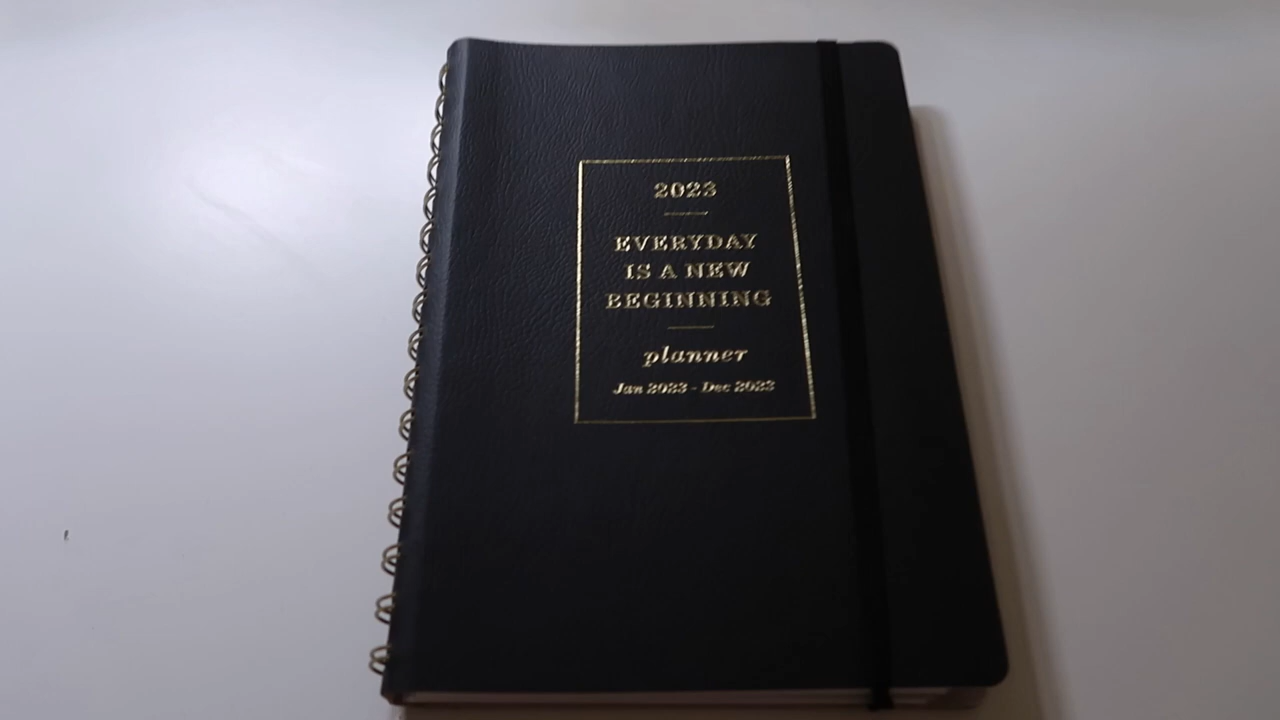 2023
EVERYDAY
IS A NEW
BEGINNING
planner
Jan 2023 - Dec 2023